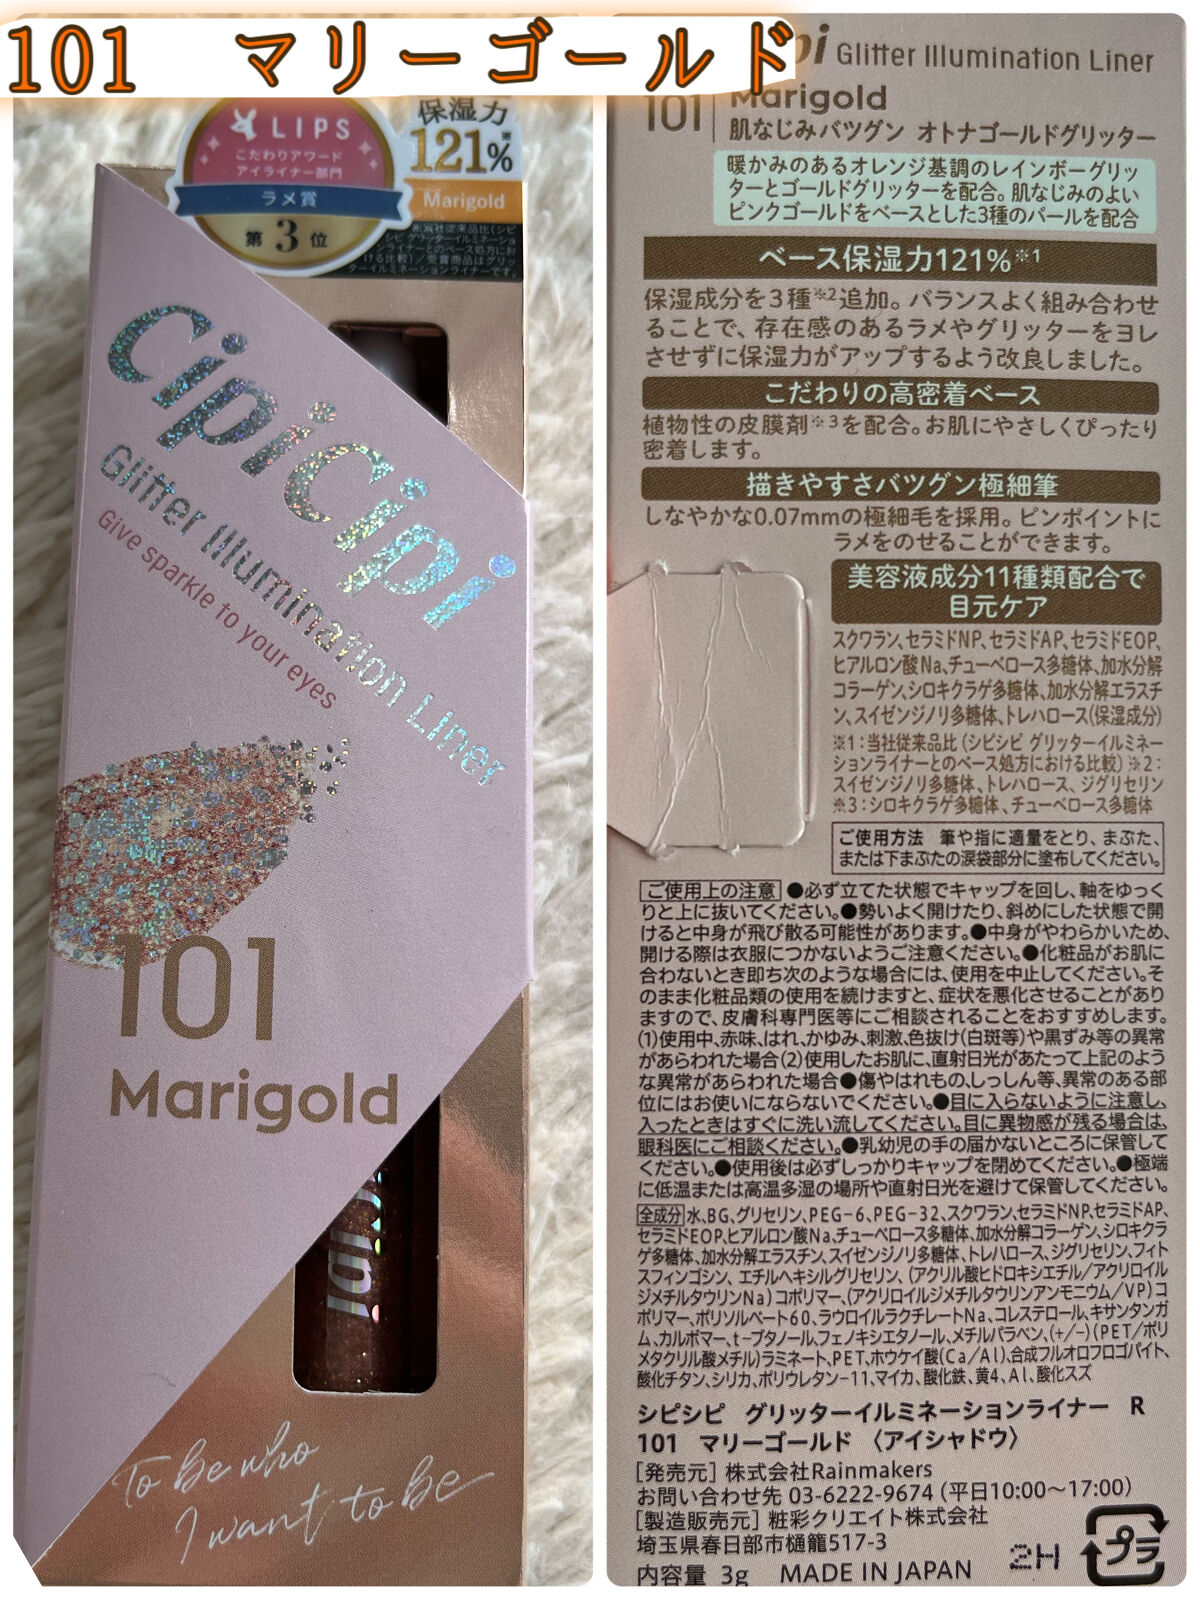 101 マリーゴールド
LIPS
こだわりアワード
アイライナー部門
ラメ賞
第3位
保湿力
121%※
Marigold
 cipicipi
Glitter Illumination Liner
Give sparkle to your eyes
101
Marigold
To be who
I want to be
pi Glitter Illumination Liner
101 Marigold
肌なじみバツグン オトナゴールドグリッター
暖かみのあるオレンジ基調のレインボーグリッ
ターとゴールドグリッターを配合。肌なじみのよい
ピンクゴールドをベースとした3種のパールを配合
ベース保湿力121%※1
保湿成分を3種※2追加。バランスよく組み合わせ
ることで、存在感のあるラメやグリッターをヨレ
させずに保湿力がアップするよう改良しました。
こだわりの高密着ベース
植物性の皮膜剤※3を配合。お肌にやさしくぴったり
密着します。
描きやすさバツグン極細筆
しなやかな0.07mmの極細毛を採用。ピンポイントに
ラメをのせることができます。
美容液成分11種類配合で
目元ケア
スクワラン、セラミドNP、セラミドAP、セラミドEOP、
ヒアルロン酸Na、チューベロース多糖体、加水分解
コラーゲン、シロキクラゲ多糖体、加水分解エラスチ
ン、スイゼンジノリ多糖体、トレハロース(保湿成分)
※1：当社従来品比(シピシピ グリッターイルミネー
ションライナーとのベース処方における比較)※2：
スイゼンジノリ多糖体、トレハロース、ジグリセリン
※3：シロキクラゲ多糖体、チューベロース多糖体
ご使用方法 筆や指に適量をとり、まぶた、
または下まぶたの涙袋部分に塗布してください。
ご使用上の注意 ●必ず立てた状態でキャップを回し、軸をゆっく
りと上に抜いてください。●勢いよく開けたり、斜めにした状態で開
けると中身が飛び散る可能性があります。●中身がやわらかいため、
開ける際は衣服につかないようご注意ください。●化粧品がお肌に
合わないとき即ち次のような場合には、使用を中止してください。そ
のまま化粧品類の使用を続けますと、症状を悪化させることがあり
ますので、皮膚科専門医等にご相談されることをおすすめします。
(1)使用中、赤味、はれ、かゆみ、刺激、色抜け(白斑等)や黒ずみ等の異常
があらわれた場合(2)使用したお肌に、直射日光があたって上記のよう
な異常があらわれた場合●傷やはれもの、しっしん等、異常のある部
位にはお使いにならないでください。●目に入らないように注意し、
入ったときはすぐに洗い流してください。目に異物感が残る場合は、
眼科医にご相談ください。●乳幼児の手の届かないところに保管して
ください。●使用後は必ずしっかりキャップを閉めてください。●極端
に低温または高温多湿の場所や直射日光を避けて保管してください。
全成分 水、BG、グリセリン、PEG-6、PEG-32、スクワラン、セラミドNP、セラミドAP、
セラミドEOP、ヒアルロン酸Na、チューベロース多糖体、加水分解コラーゲン、シロキクラ
ゲ多糖体、加水分解エラスチン、スイゼンジノリ多糖体、トレハロース、ジグリセリン、フィト
スフィンゴシン、エチルヘキシルグリセリン、(アクリル酸ヒドロキシエチル/アクリロイル
ジメチルタウリンNa)コポリマー、(アクリロイルジメチルタウリンアンモニウム/VP)コ
ポリマー、ポリソルベート60、ラウロイルラクチレートNa、コレステロール、キサンタンガ
ム、カルボマー、t-ブタノール、フェノキシエタノール、メチルパラベン、(+/-)(PET/ポリ
メタクリル酸メチル)ラミネート、PET、ホウケイ酸(Ca/Al)、合成フルオロフロゴパイト、
酸化チタン、シリカ、ポリウレタン-11、マイカ、酸化鉄、黄4、Al、酸化スズ
シピシピ グリッターイルミネーションライナー R
101 マリーゴールド 〈アイシャドウ〉
[発売元] 株式会社Rainmakers
お問い合わせ先 03-6222-9674 (平日10:00〜17:00)
[製造販売元] 粧彩クリエイト株式会社
埼玉県春日部市樋籠517-3
内容量 3g MADE IN JAPAN
2H
プラ